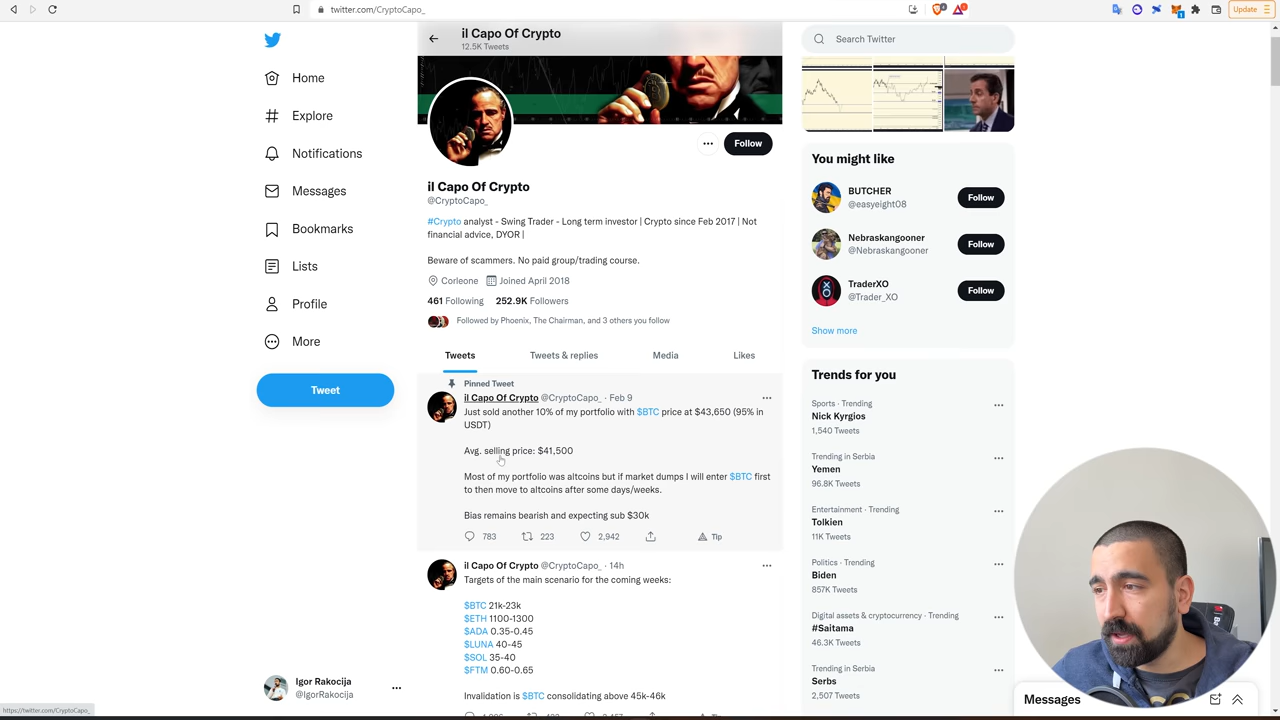 twitter.com/CryptoCapo_
Update
Home
Explore
Notifications
Messages
Bookmarks
Lists
Profile
More
Tweet
Igor Rakocija
@IgorRakocija
https://twitter.com/CryptoCapo_
il Capo Of Crypto
12.5K Tweets
Follow
il Capo Of Crypto
@CryptoCapo_
#Crypto analyst - Swing Trader - Long term investor | Crypto since Feb 2017 | Not
financial advice, DYOR |
Beware of scammers. No paid group/trading course.
Corleone Joined April 2018
461 Following 252.9K Followers
Followed by Phoenix, The Chairman, and 3 others you follow
Tweets Tweets & replies Media Likes
Pinned Tweet
il Capo Of Crypto @CryptoCapo_ · Feb 9
Just sold another 10% of my portfolio with $BTC price at $43,650 (95% in
USDT)
Avg. selling price: $41,500
Most of my portfolio was altcoins but if market dumps I will enter $BTC first
to then move to altcoins after some days/weeks.
Bias remains bearish and expecting sub $30k
783 223 2,942 Tip
il Capo Of Crypto @CryptoCapo_ · 14h
Targets of the main scenario for the coming weeks:
$BTC 21k-23k
$ETH 1100-1300
$ADA 0.35-0.45
$LUNA 40-45
$SOL 35-40
$FTM 0.60-0.65
Invalidation is $BTC consolidating above 45k-46k
Search Twitter
You might like
BUTCHER
@easyeight08
Follow
Nebraskangooner
@Nebraskangooner
Follow
TraderXO
@Trader_XO
Follow
Show more
Trends for you
Sports · Trending
Nick Kyrgios
1,540 Tweets
Trending in Serbia
Yemen
96.8K Tweets
Entertainment · Trending
Tolkien
11K Tweets
Politics · Trending
Biden
857K Tweets
Digital assets & cryptocurrency · Trending
#Saitama
46.3K Tweets
Trending in Serbia
Serbs
2,507 Tweets
Messages